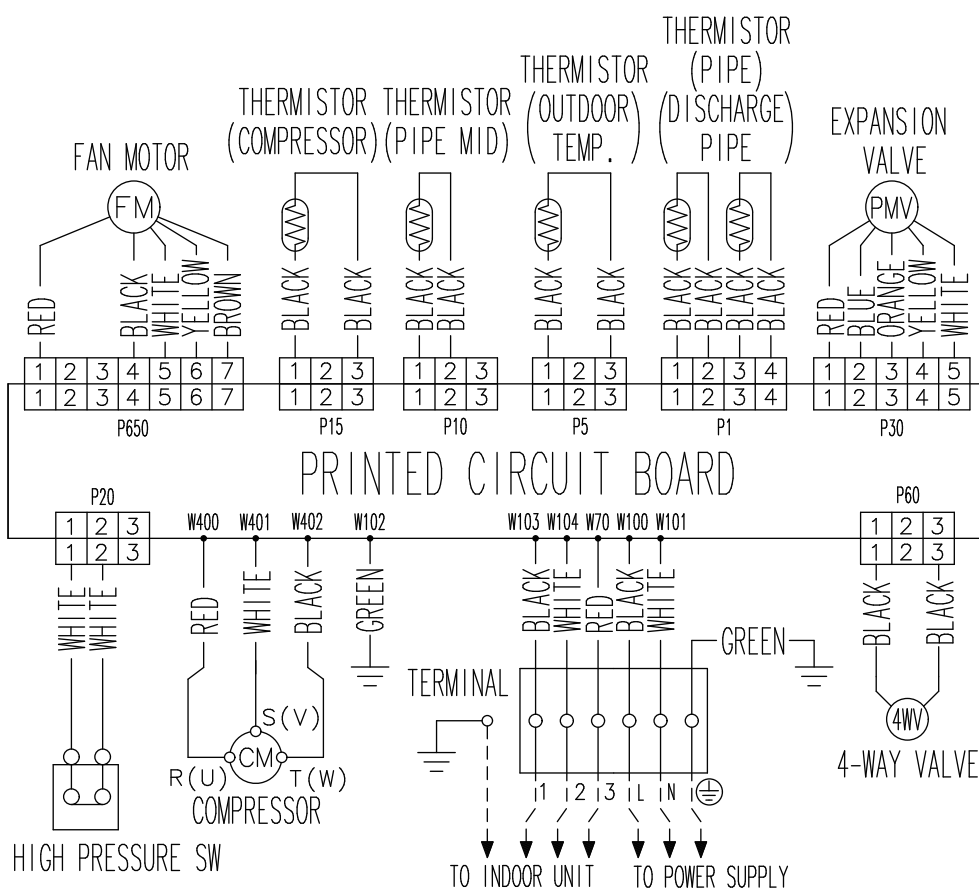 THERMISTOR
(PIPE)
(DISCHARGE)
PIPE
THERMISTOR
(OUTDOOR)
TEMP.
THERMISTOR
(COMPRESSOR)
THERMISTOR
(PIPE MID)
EXPANSION
VALVE
FAN MOTOR
FM
PMV
RED
BLACK
WHITE
YELLOW
BROWN
BLACK
BLACK
BLACK
BLACK
BLACK
BLACK
BLACK
BLACK
BLACK
BLACK
RED
BLUE
ORANGE
YELLOW
WHITE
1 2 3 4 5 6 7
1 2 3 4 5 6 7
1 2 3
1 2 3
1 2 3
1 2 3
1 2 3
1 2 3
1 2 3 4
1 2 3 4
1 2 3 4 5
1 2 3 4 5
P650
P15
P10
P5
P1
P30
PRINTED CIRCUIT BOARD
P20
1 2 3
1 2 3
W400
W401
W402
W102
W103
W104
W70
W100
W101
P60
1 2 3
1 2 3
WHITE
WHITE
RED
WHITE
BLACK
GREEN
BLACK
WHITE
RED
BLACK
WHITE
GREEN
BLACK
BLACK
TERMINAL
S(V)
CM
R(U)
T(W)
COMPRESSOR
4WV
4-WAY VALVE
1 2 3 L N
HIGH PRESSURE SW
TO INDOOR UNIT
TO POWER SUPPLY